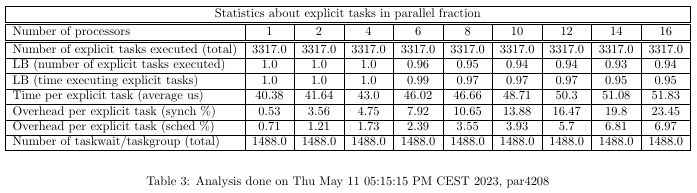 Statistics about explicit tasks in parallel fraction
Number of processors 1 2 4 6 8 10 12 14 16
Number of explicit tasks executed (total) 3317.0 3317.0 3317.0 3317.0 3317.0 3317.0 3317.0 3317.0 3317.0
LB (number of explicit tasks executed) 1.0 1.0 1.0 0.96 0.95 0.94 0.94 0.93 0.94
LB (time executing explicit tasks) 1.0 1.0 1.0 0.99 0.97 0.97 0.97 0.95 0.95
Time per explicit task (average us) 40.38 41.64 43.0 46.02 46.66 48.71 50.3 51.08 51.83
Overhead per explicit task (synch %) 0.53 3.56 4.75 7.92 10.65 13.88 16.47 19.8 23.45
Overhead per explicit task (sched %) 0.71 1.21 1.73 2.39 3.55 3.93 5.7 6.81 6.97
Number of taskwait/taskgroup (total) 1488.0 1488.0 1488.0 1488.0 1488.0 1488.0 1488.0 1488.0 1488.0
Table 3: Analysis done on Thu May 11 05:15:15 PM CEST 2023, par4208